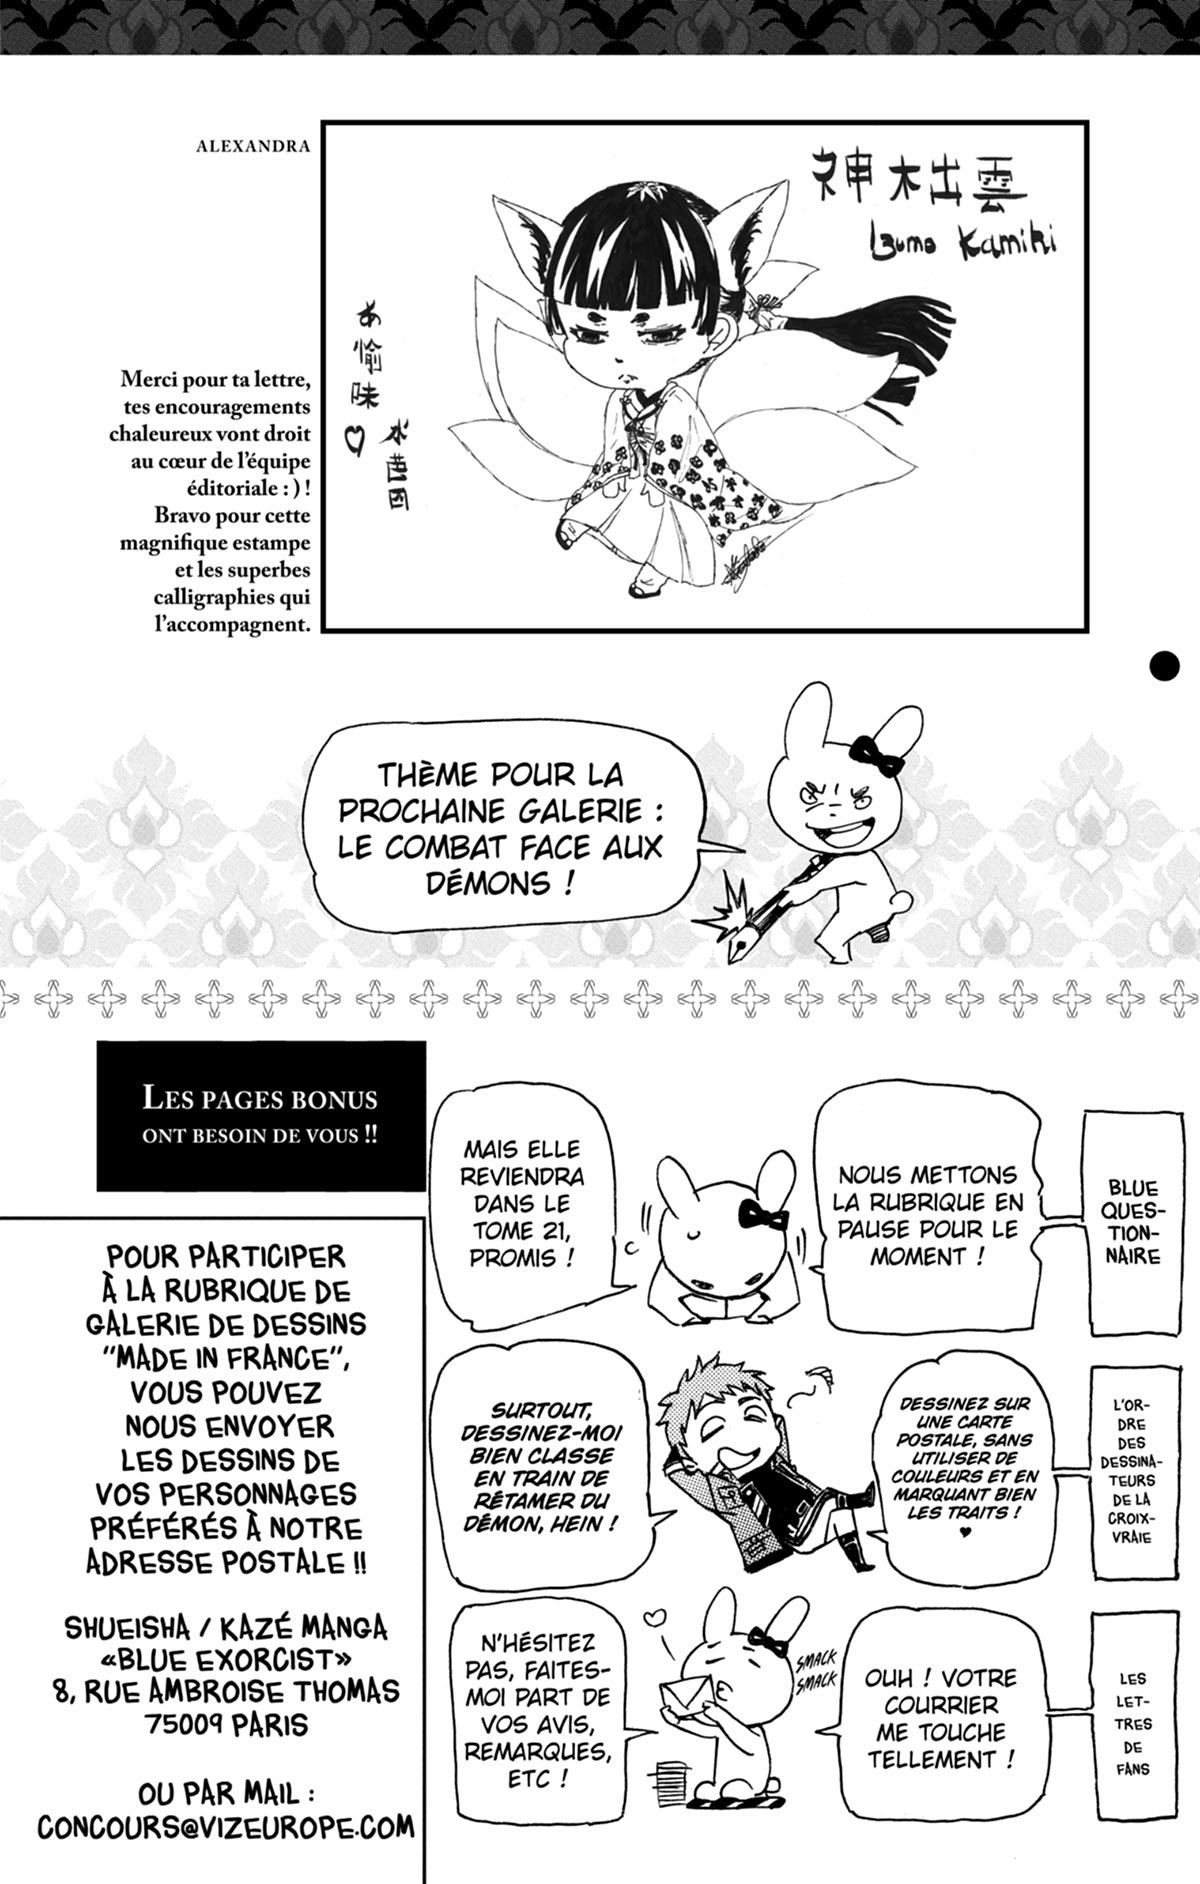 ALEXANDRA
Merci pour ta lettre,
tes encouragements
chaleureux vont droit
au cœur de l'équipe
éditoriale : ) !
Bravo pour cette
magnifique estampe
et les superbes
calligraphies qui
l'accompagnent.
神木出雲
Izumo Kamiki
THÈME POUR LA
PROCHAINE GALERIE :
LE COMBAT FACE AUX
DÉMONS !
LES PAGES BONUS
ONT BESOIN DE VOUS !!
POUR PARTICIPER
À LA RUBRIQUE DE
GALERIE DE DESSINS
"MADE IN FRANCE",
VOUS POUVEZ
NOUS ENVOYER
LES DESSINS DE
VOS PERSONNAGES
PRÉFÉRÉS À NOTRE
ADRESSE POSTALE !!
SHUEISHA / KAZÉ MANGA
«BLUE EXORCIST»
8, RUE AMBROISE THOMAS
75009 PARIS
OU PAR MAIL :
CONCOURS@VIZEUROPE.COM
BLUE
QUES-
TION-
NAIRE
NOUS METTONS
LA RUBRIQUE EN
PAUSE POUR LE
MOMENT !
MAIS ELLE
REVIENDRA
DANS LE
TOME 21,
PROMIS !
L'OR-
DRE
DES
DESSINA-
TEURS
DE LA
CROIX-
VRAIE
DESSINEZ SUR
UNE CARTE
POSTALE, SANS
UTILISER DE
COULEURS ET EN
MARQUANT BIEN
LES TRAITS !
♥
SURTOUT,
DESSINEZ-MOI
BIEN CLASSE
EN TRAIN DE
RÉTAMER DU
DÉMON, HEIN !
LES
LET-
TRES
DE
FANS
OUH ! VOTRE
COURRIER
ME TOUCHE
TELLEMENT !
SMACK
SMACK
N'HÉSITEZ
PAS, FAITES-
MOI PART DE
VOS AVIS,
REMARQUES,
ETC !